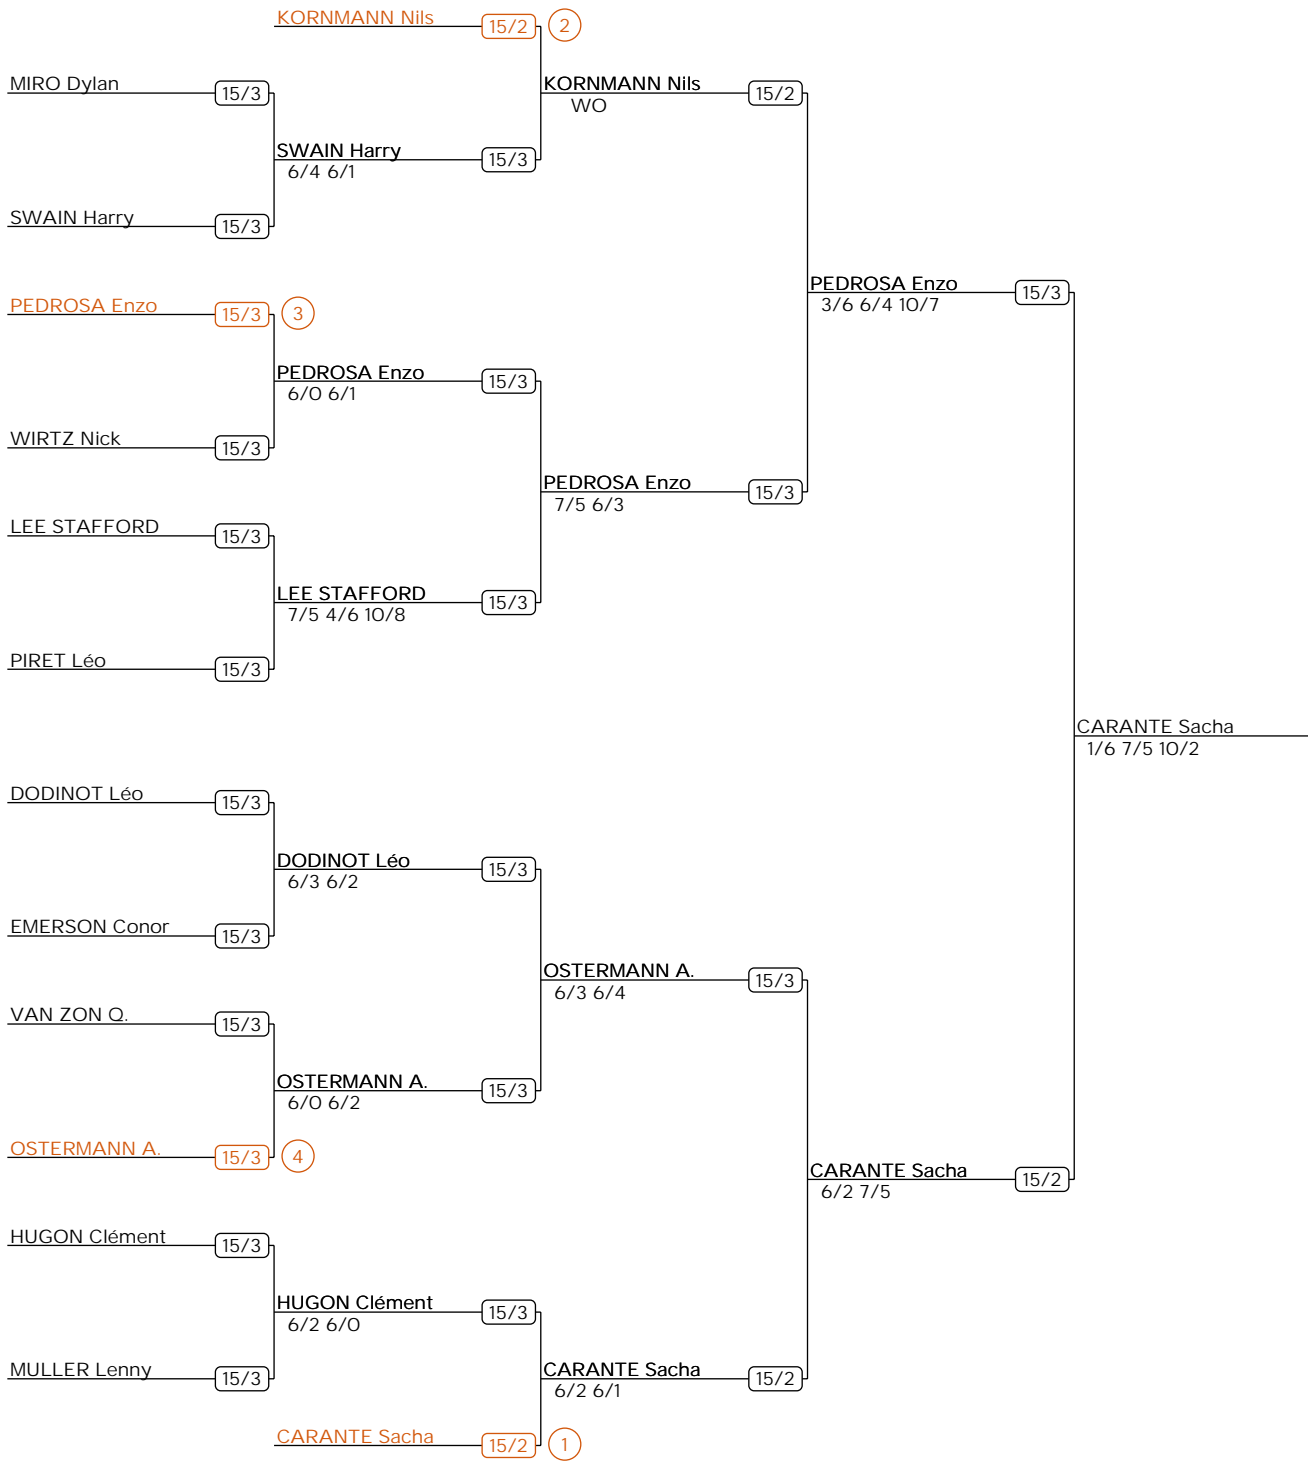 KORNMANN Nils 15/2 2
MIRO Dylan 15/3
KORNMANN Nils 15/2
WO
SWAIN Harry 15/3
6/4 6/1
SWAIN Harry 15/3
PEDROSA Enzo 15/3
3/6 6/4 10/7
PEDROSA Enzo 15/3 3
PEDROSA Enzo 15/3
6/0 6/1
WIRTZ Nick 15/3
PEDROSA Enzo 15/3
7/5 6/3
LEE STAFFORD 15/3
LEE STAFFORD 15/3
7/5 4/6 10/8
PIRET Léo 15/3
CARANTE Sacha
1/6 7/5 10/2
DODINOT Léo 15/3
DODINOT Léo 15/3
6/3 6/2
EMERSON Conor 15/3
OSTERMANN A. 15/3
6/3 6/4
VAN ZON Q. 15/3
OSTERMANN A. 15/3
6/0 6/2
OSTERMANN A. 15/3 4
CARANTE Sacha 15/2
6/2 7/5
HUGON Clément 15/3
HUGON Clément 15/3
6/2 6/0
MULLER Lenny 15/3
CARANTE Sacha 15/2
6/2 6/1
CARANTE Sacha 15/2 1